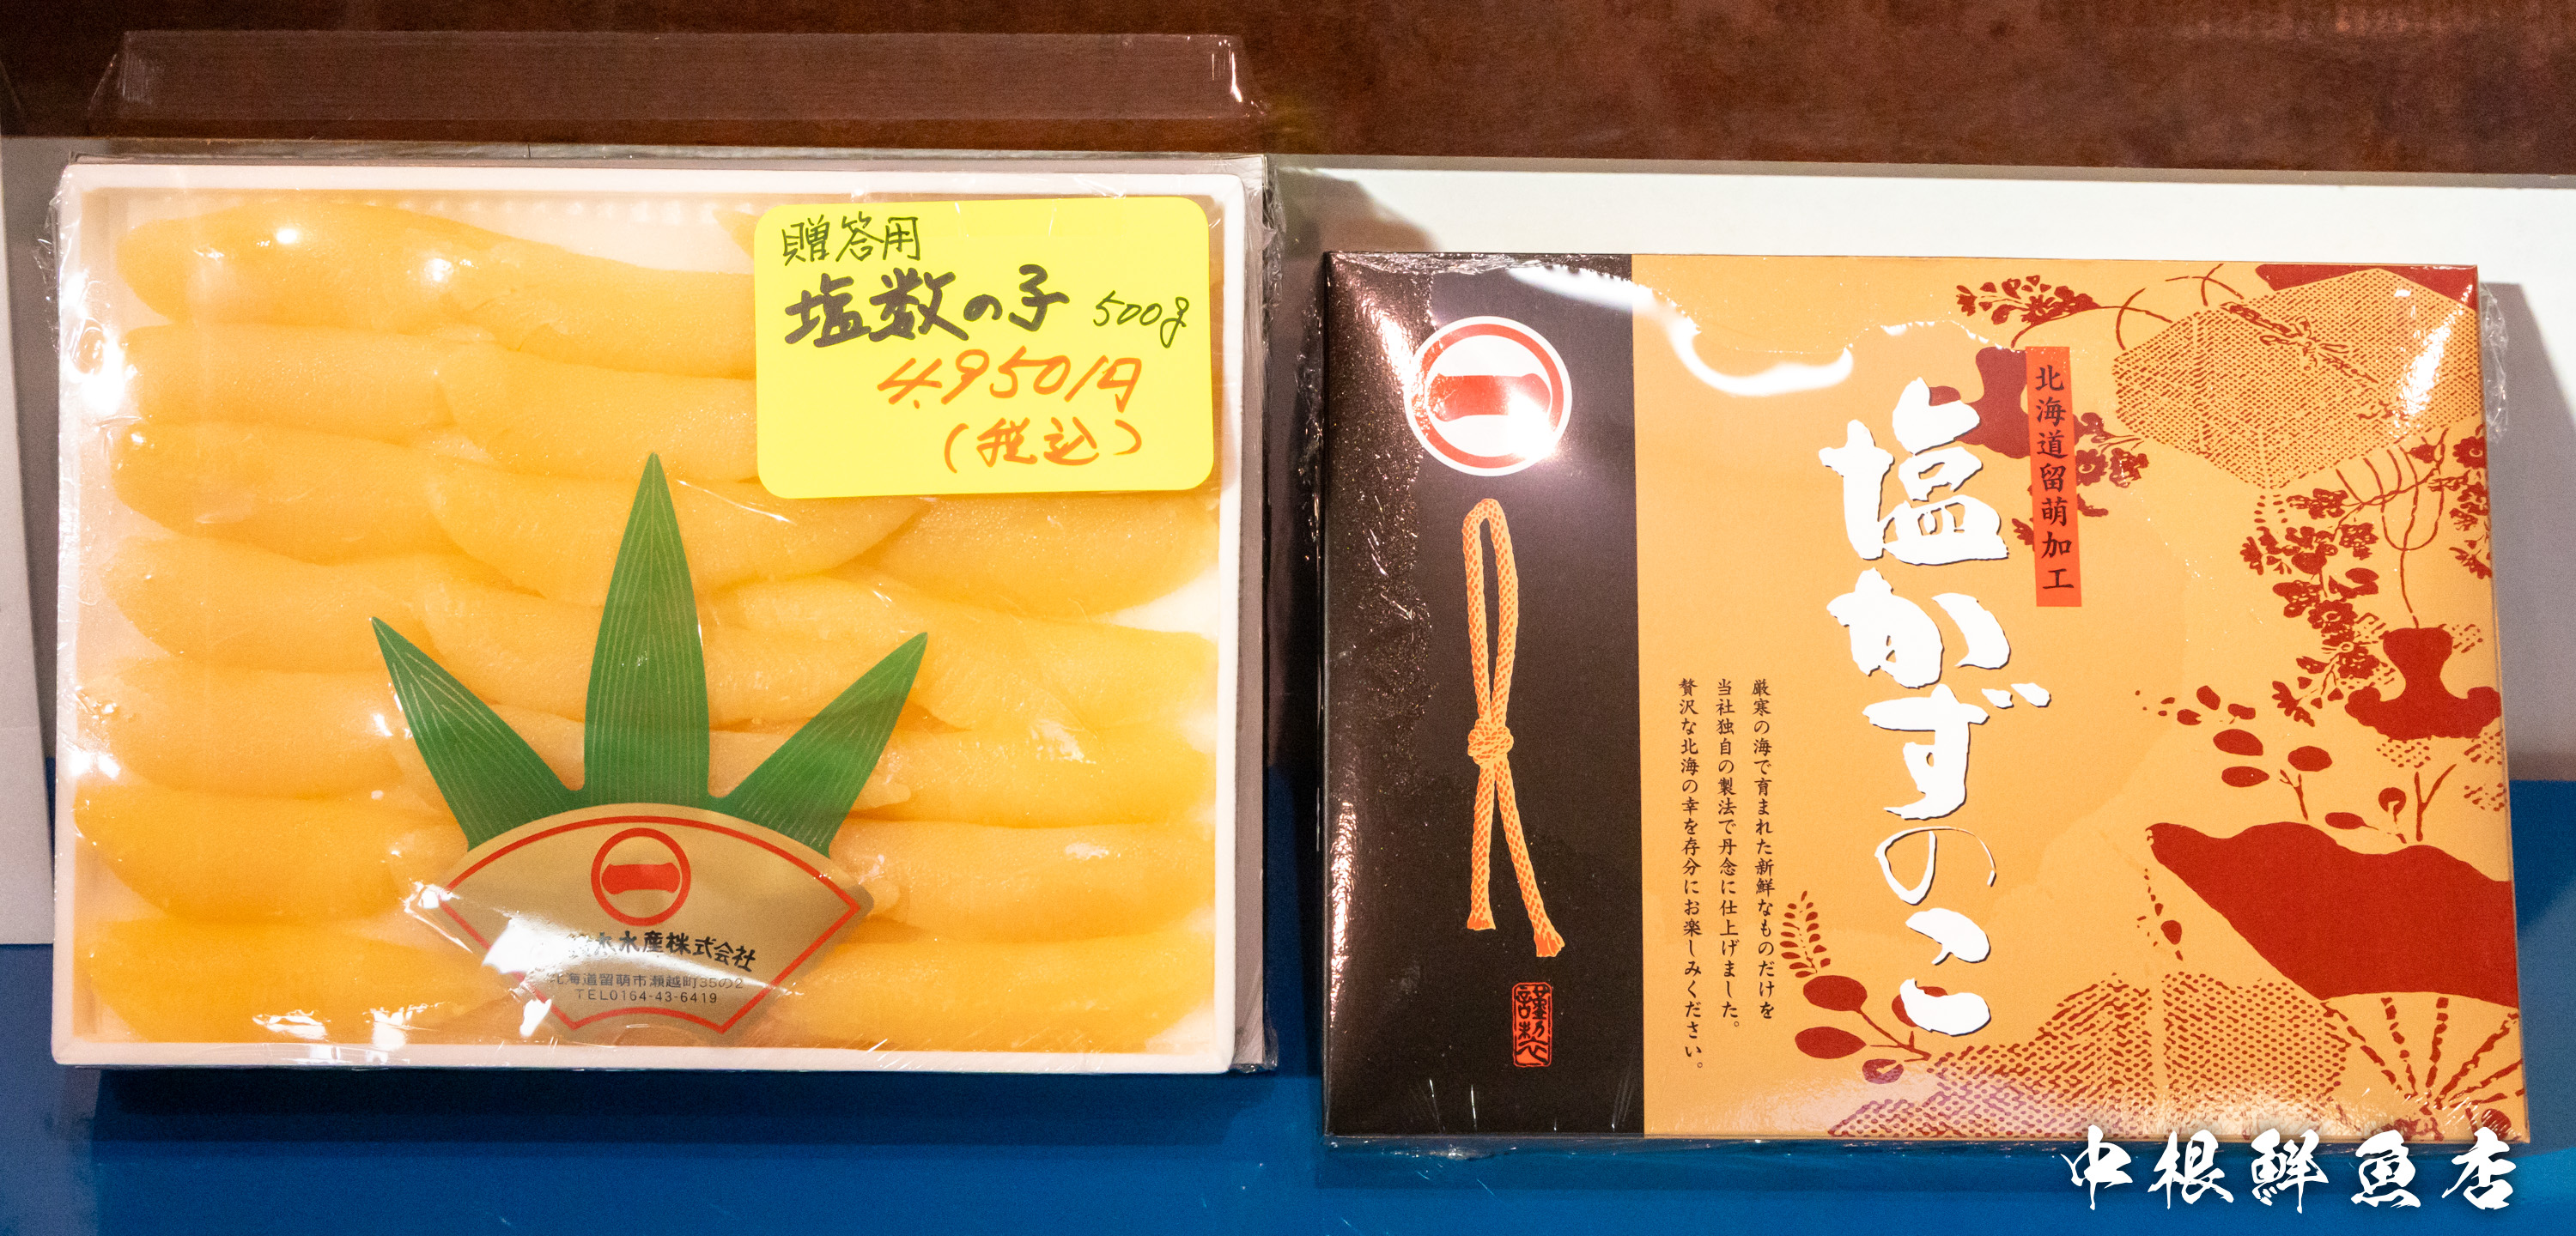 贈答用
塩数の子 500g
4,950円
(税込)
一
水産株式会社
北海道留萌市瀬越町35の2
TEL0164-43-6419
一
謹製
北海道留萌加工
塩かずのこ
厳寒の海で育まれた新鮮なものだけを
当社独自の製法で丹念に仕上げました。
贅沢な北海の幸を存分にお楽しみください。
中根鮮魚店